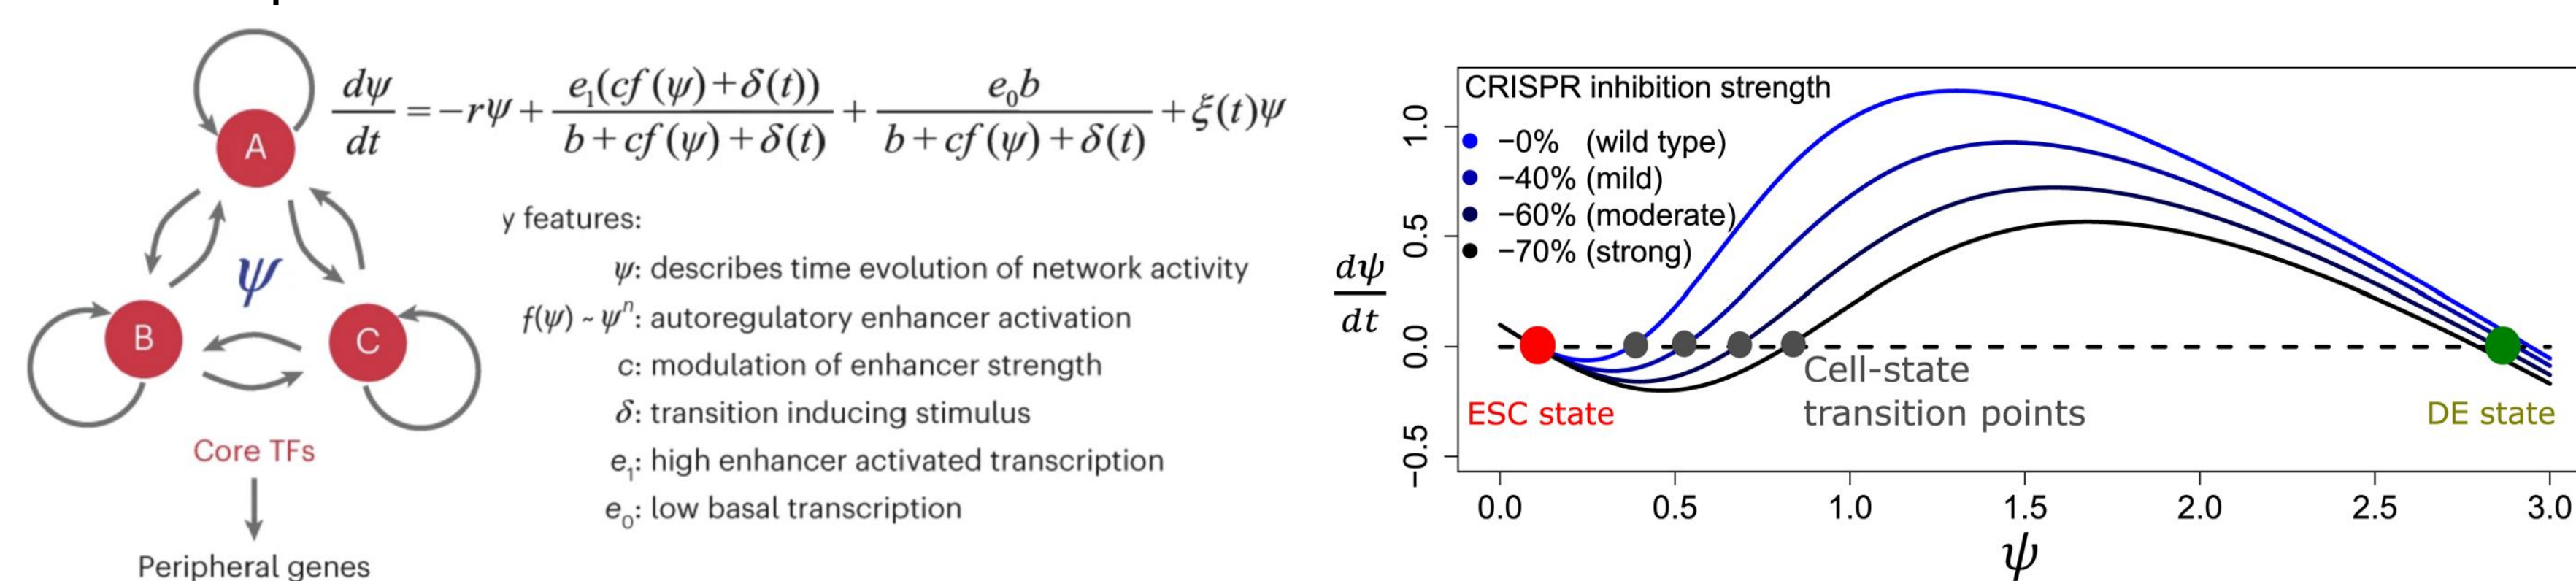 A
B
C
ψ
Core TFs
Peripheral genes
dψ/dt = −rψ + e₁(cf(ψ)+δ(t))/(b+cf(ψ)+δ(t)) + e₀b/(b+cf(ψ)+δ(t)) + ξ(t)ψ
y features:
ψ: describes time evolution of network activity
f(ψ) ~ ψⁿ: autoregulatory enhancer activation
c: modulation of enhancer strength
δ: transition inducing stimulus
e₁: high enhancer activated transcription
e₀: low basal transcription
CRISPR inhibition strength
−0% (wild type)
−40% (mild)
−60% (moderate)
−70% (strong)
dψ/dt
1.0
0.5
0.0
−0.5
ESC state
Cell-state
transition points
DE state
0.0 0.5 1.0 1.5 2.0 2.5 3.0
ψ